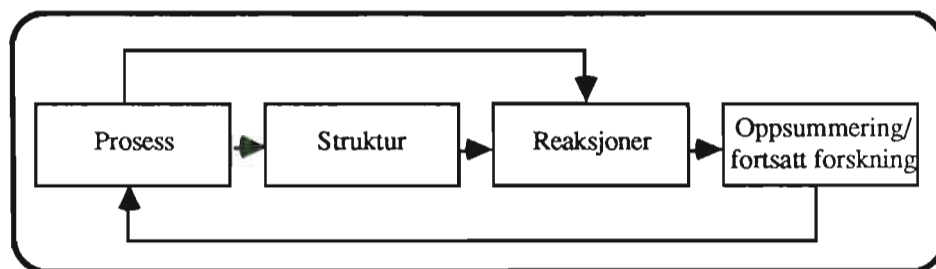 Prosess
Struktur
Reaksjoner
Oppsummering/
fortsatt forskning